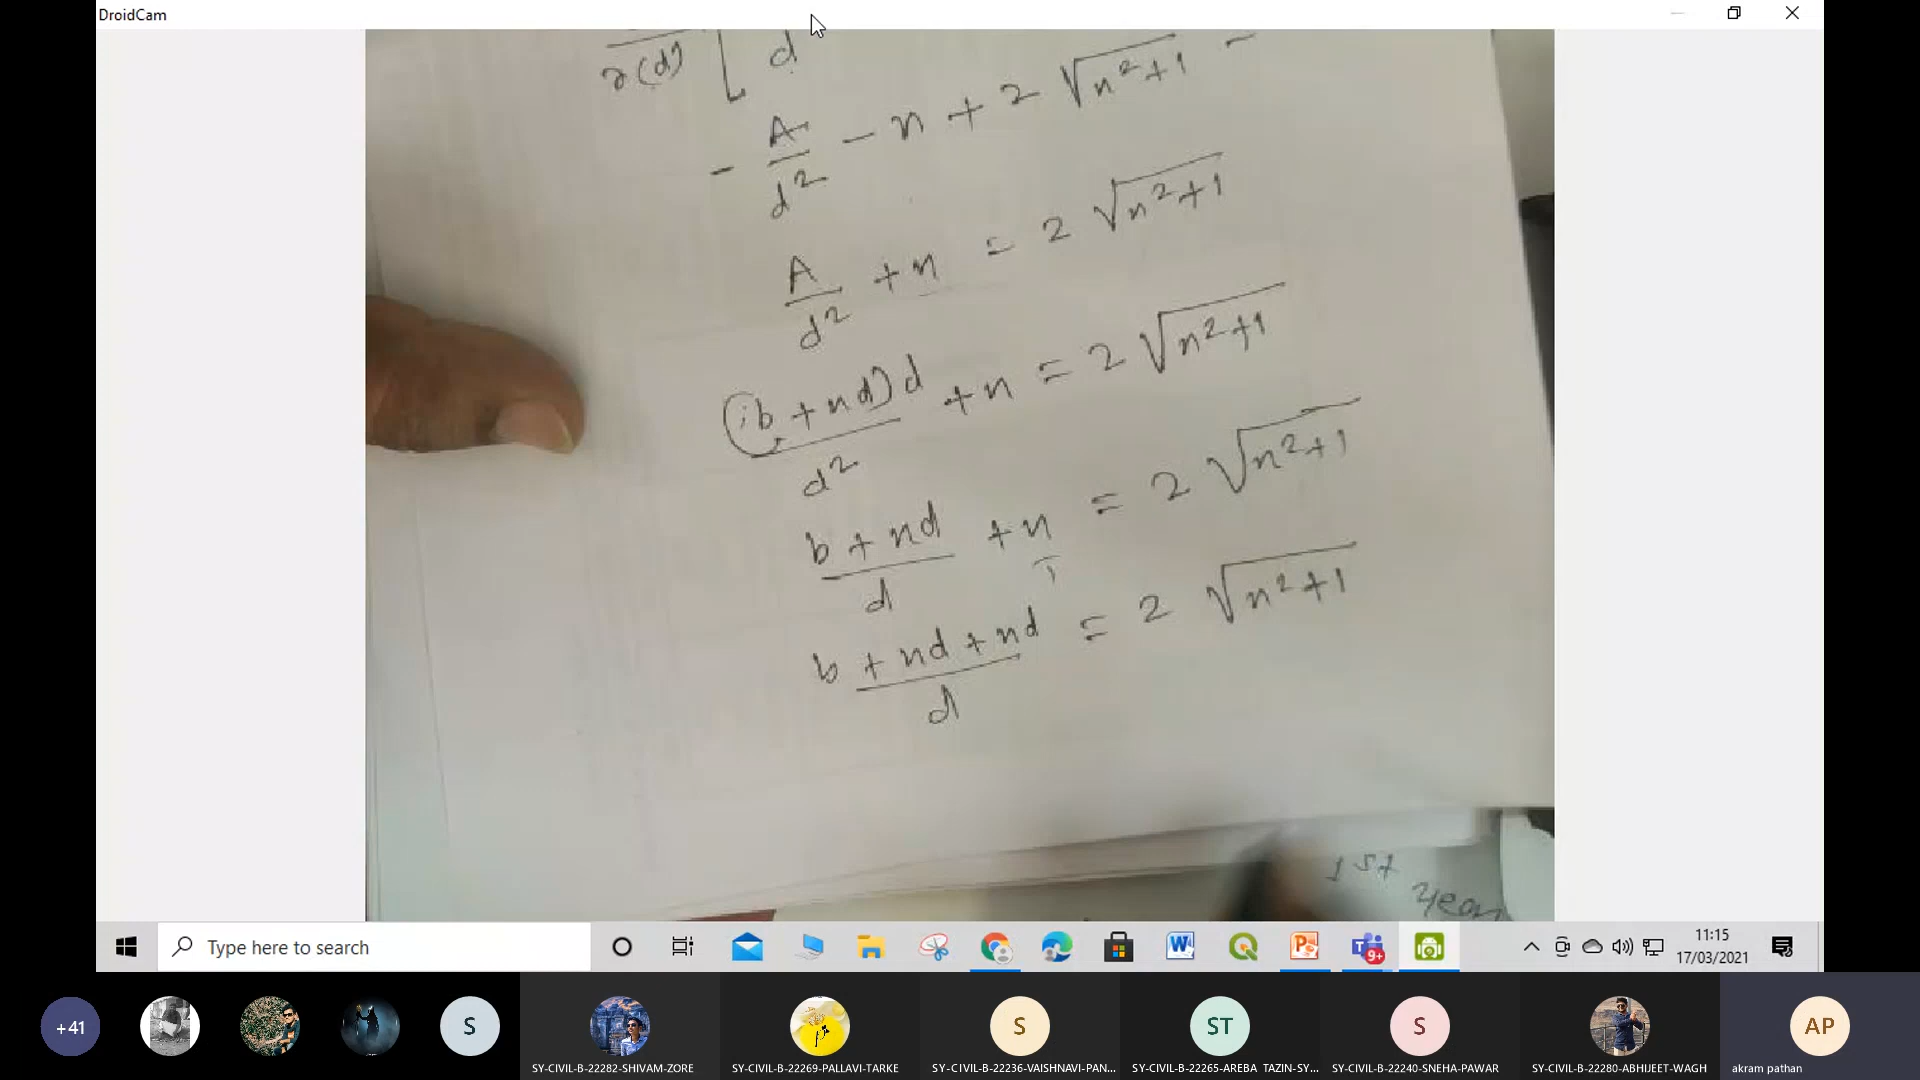 DroidCam
∂(d) [ d
- A/d² - n + 2 √n²+1 =
A/d² + n = 2 √n²+1
(b + nd)d/d² + n = 2 √n²+1
b + nd/d + n/1 = 2 √n²+1
b + nd + nd/d = 2 √n²+1
1st
year
Type here to search
9+
11:15
17/03/2021
+41
S
S
ST
S
AP
SY-CIVIL-B-22282-SHIVAM-ZORE
SY-CIVIL-B-22269-PALLAVI-TARKE
SY-CIVIL-B-22236-VAISHNAVI-PAN...
SY-CIVIL-B-22265-AREBA TAZIN-SY...
SY-CIVIL-B-22240-SNEHA-PAWAR
SY-CIVIL-B-22280-ABHIJEET-WAGH
akram pathan